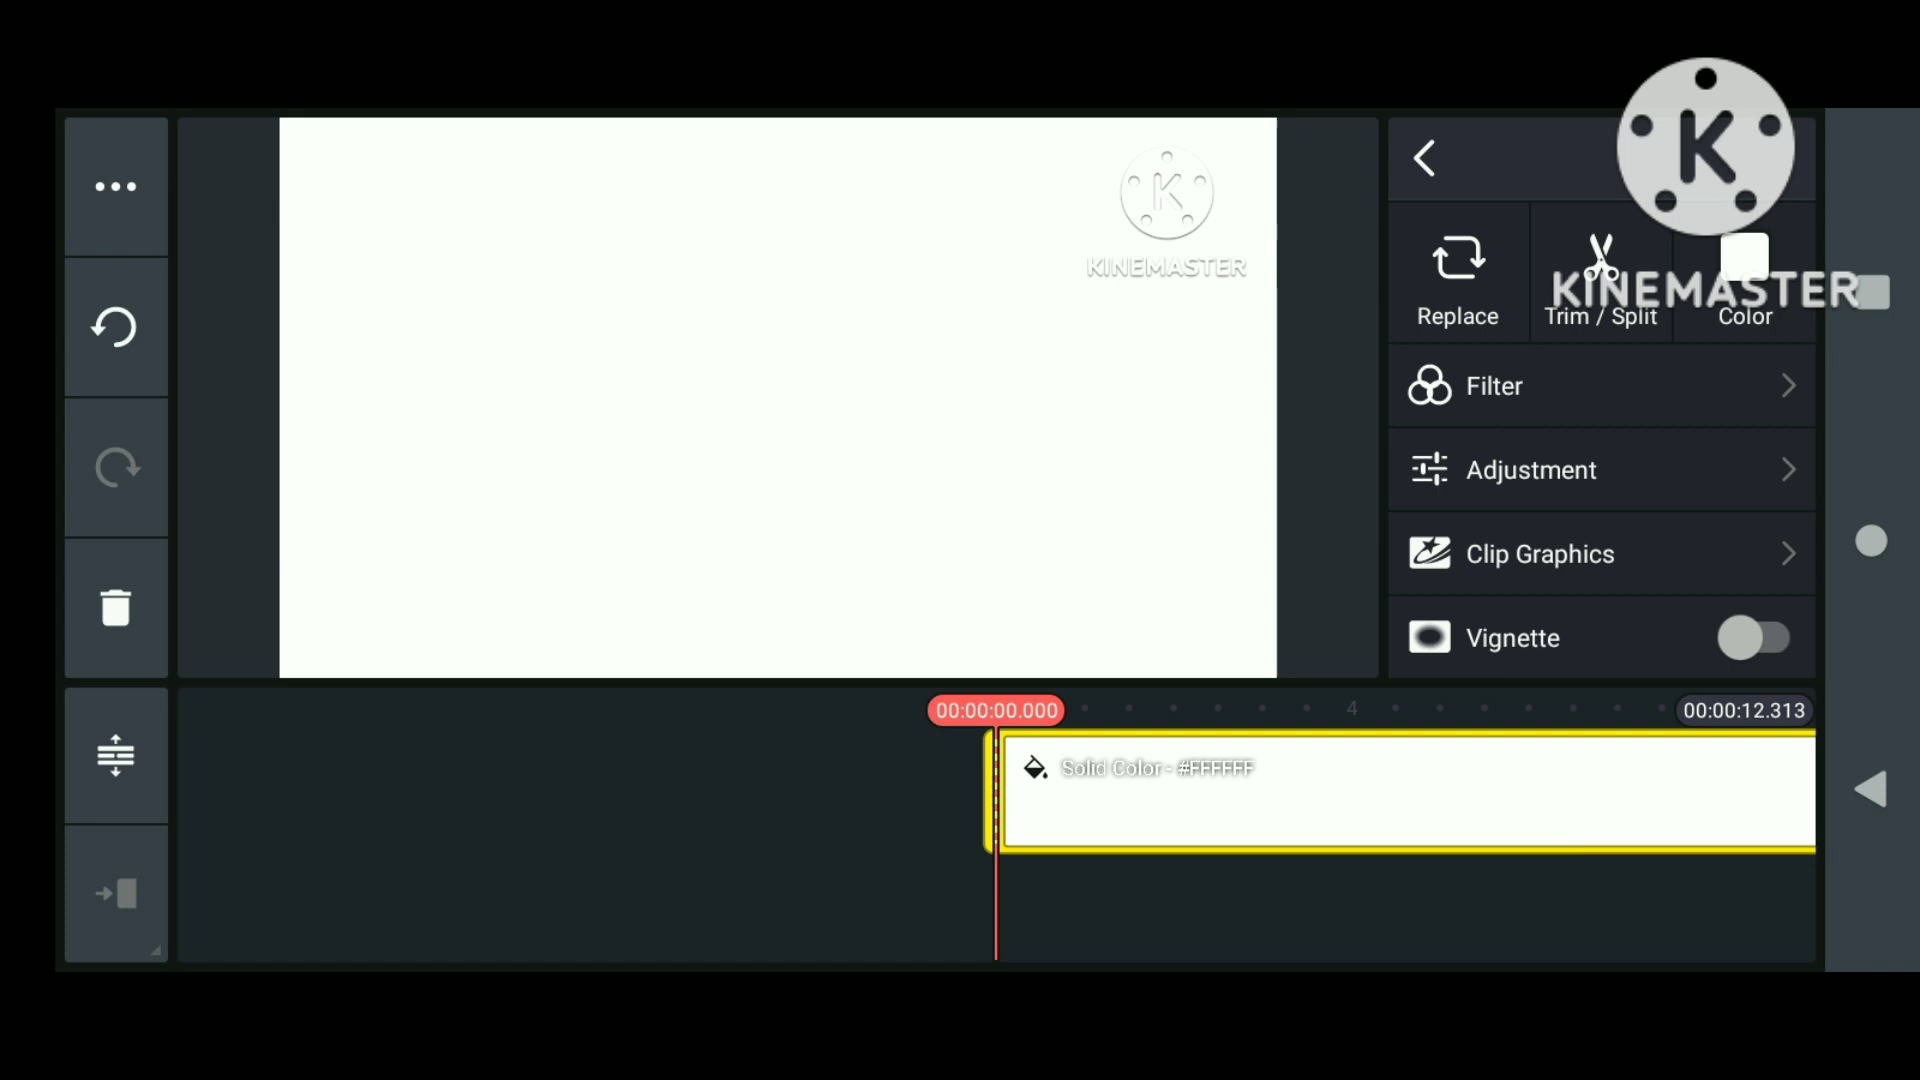 K
KINEMASTER
K
KINEMASTER
Replace
Trim / Split
Color
Filter
Adjustment
Clip Graphics
Vignette
00:00:00.000
4
00:00:12.313
Solid Color - #FFFFFF